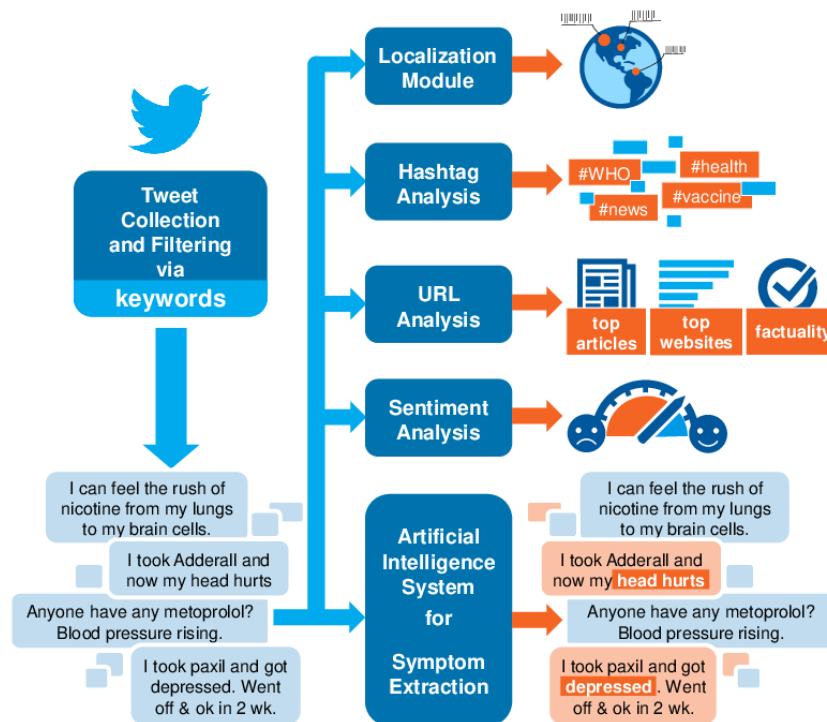 Tweet
Collection
and Filtering
via
keywords
I can feel the rush of
nicotine from my lungs
to my brain cells.
I took Adderall and
now my head hurts
Anyone have any metoprolol?
Blood pressure rising.
I took paxil and got
depressed. Went
off & ok in 2 wk.
Localization
Module
Hashtag
Analysis
#WHO
#health
#news
#vaccine
URL
Analysis
top
articles
top
websites
factuality
Sentiment
Analysis
Artificial
Intelligence
System
for
Symptom
Extraction
I can feel the rush of
nicotine from my lungs
to my brain cells.
I took Adderall and
now my head hurts
Anyone have any metoprolol?
Blood pressure rising.
I took paxil and got
depressed . Went
off & ok in 2 wk.